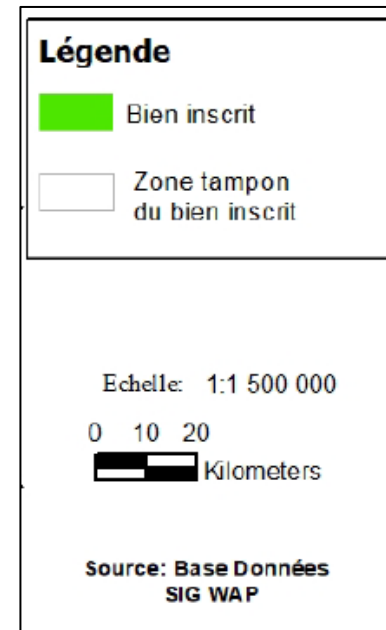 Légende
Bien inscrit
Zone tampon
du bien inscrit
Echelle: 1:1 500 000
0 10 20
Kilometers
Source: Base Données
SIG WAP